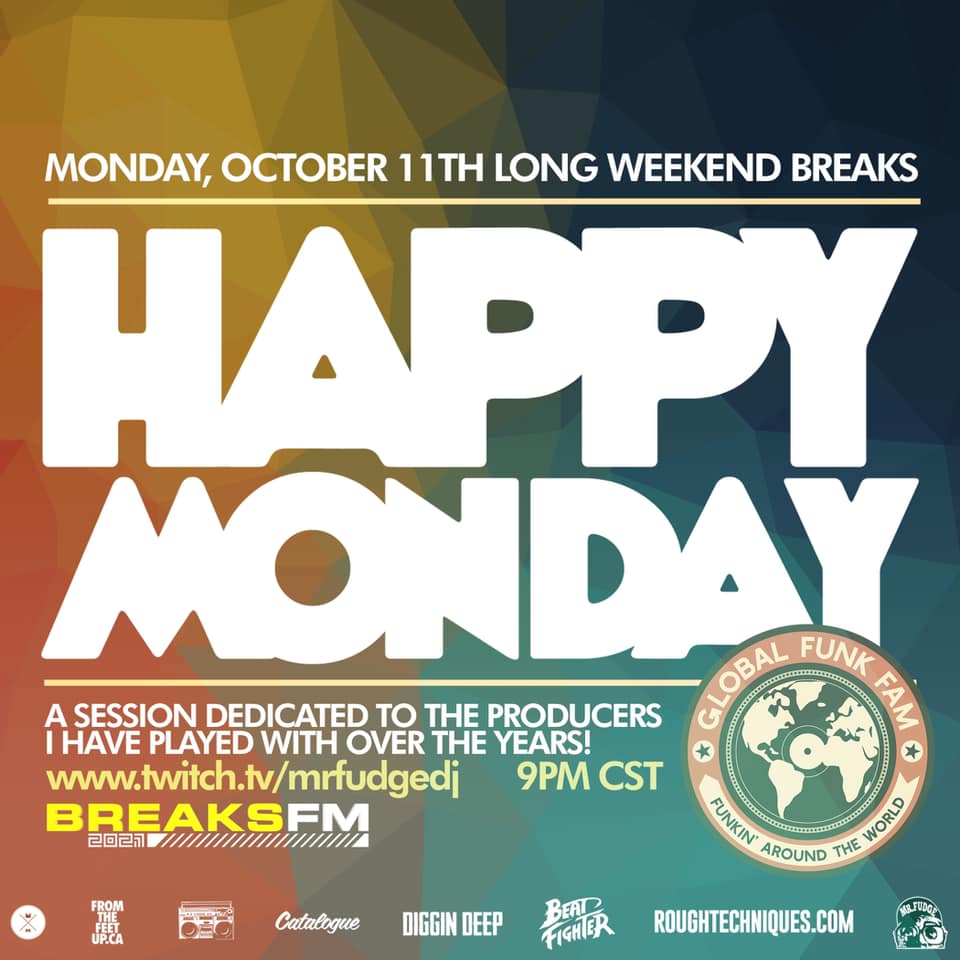 MONDAY, OCTOBER 11TH LONG WEEKEND BREAKS
HAPPY
MONDAY
A SESSION DEDICATED TO THE PRODUCERS
I HAVE PLAYED WITH OVER THE YEARS!
www.twitch.tv/mrfudgedj 9PM CST
BREAKSFM
2021
GLOBAL FUNK FAM
FUNKIN' AROUND THE WORLD
FROM
THE
FEET
UP.CA
Catalogue
DIGGIN DEEP
BEAT
FIGHTER
ROUGHTECHNIQUES.COM
MR.FUDGE